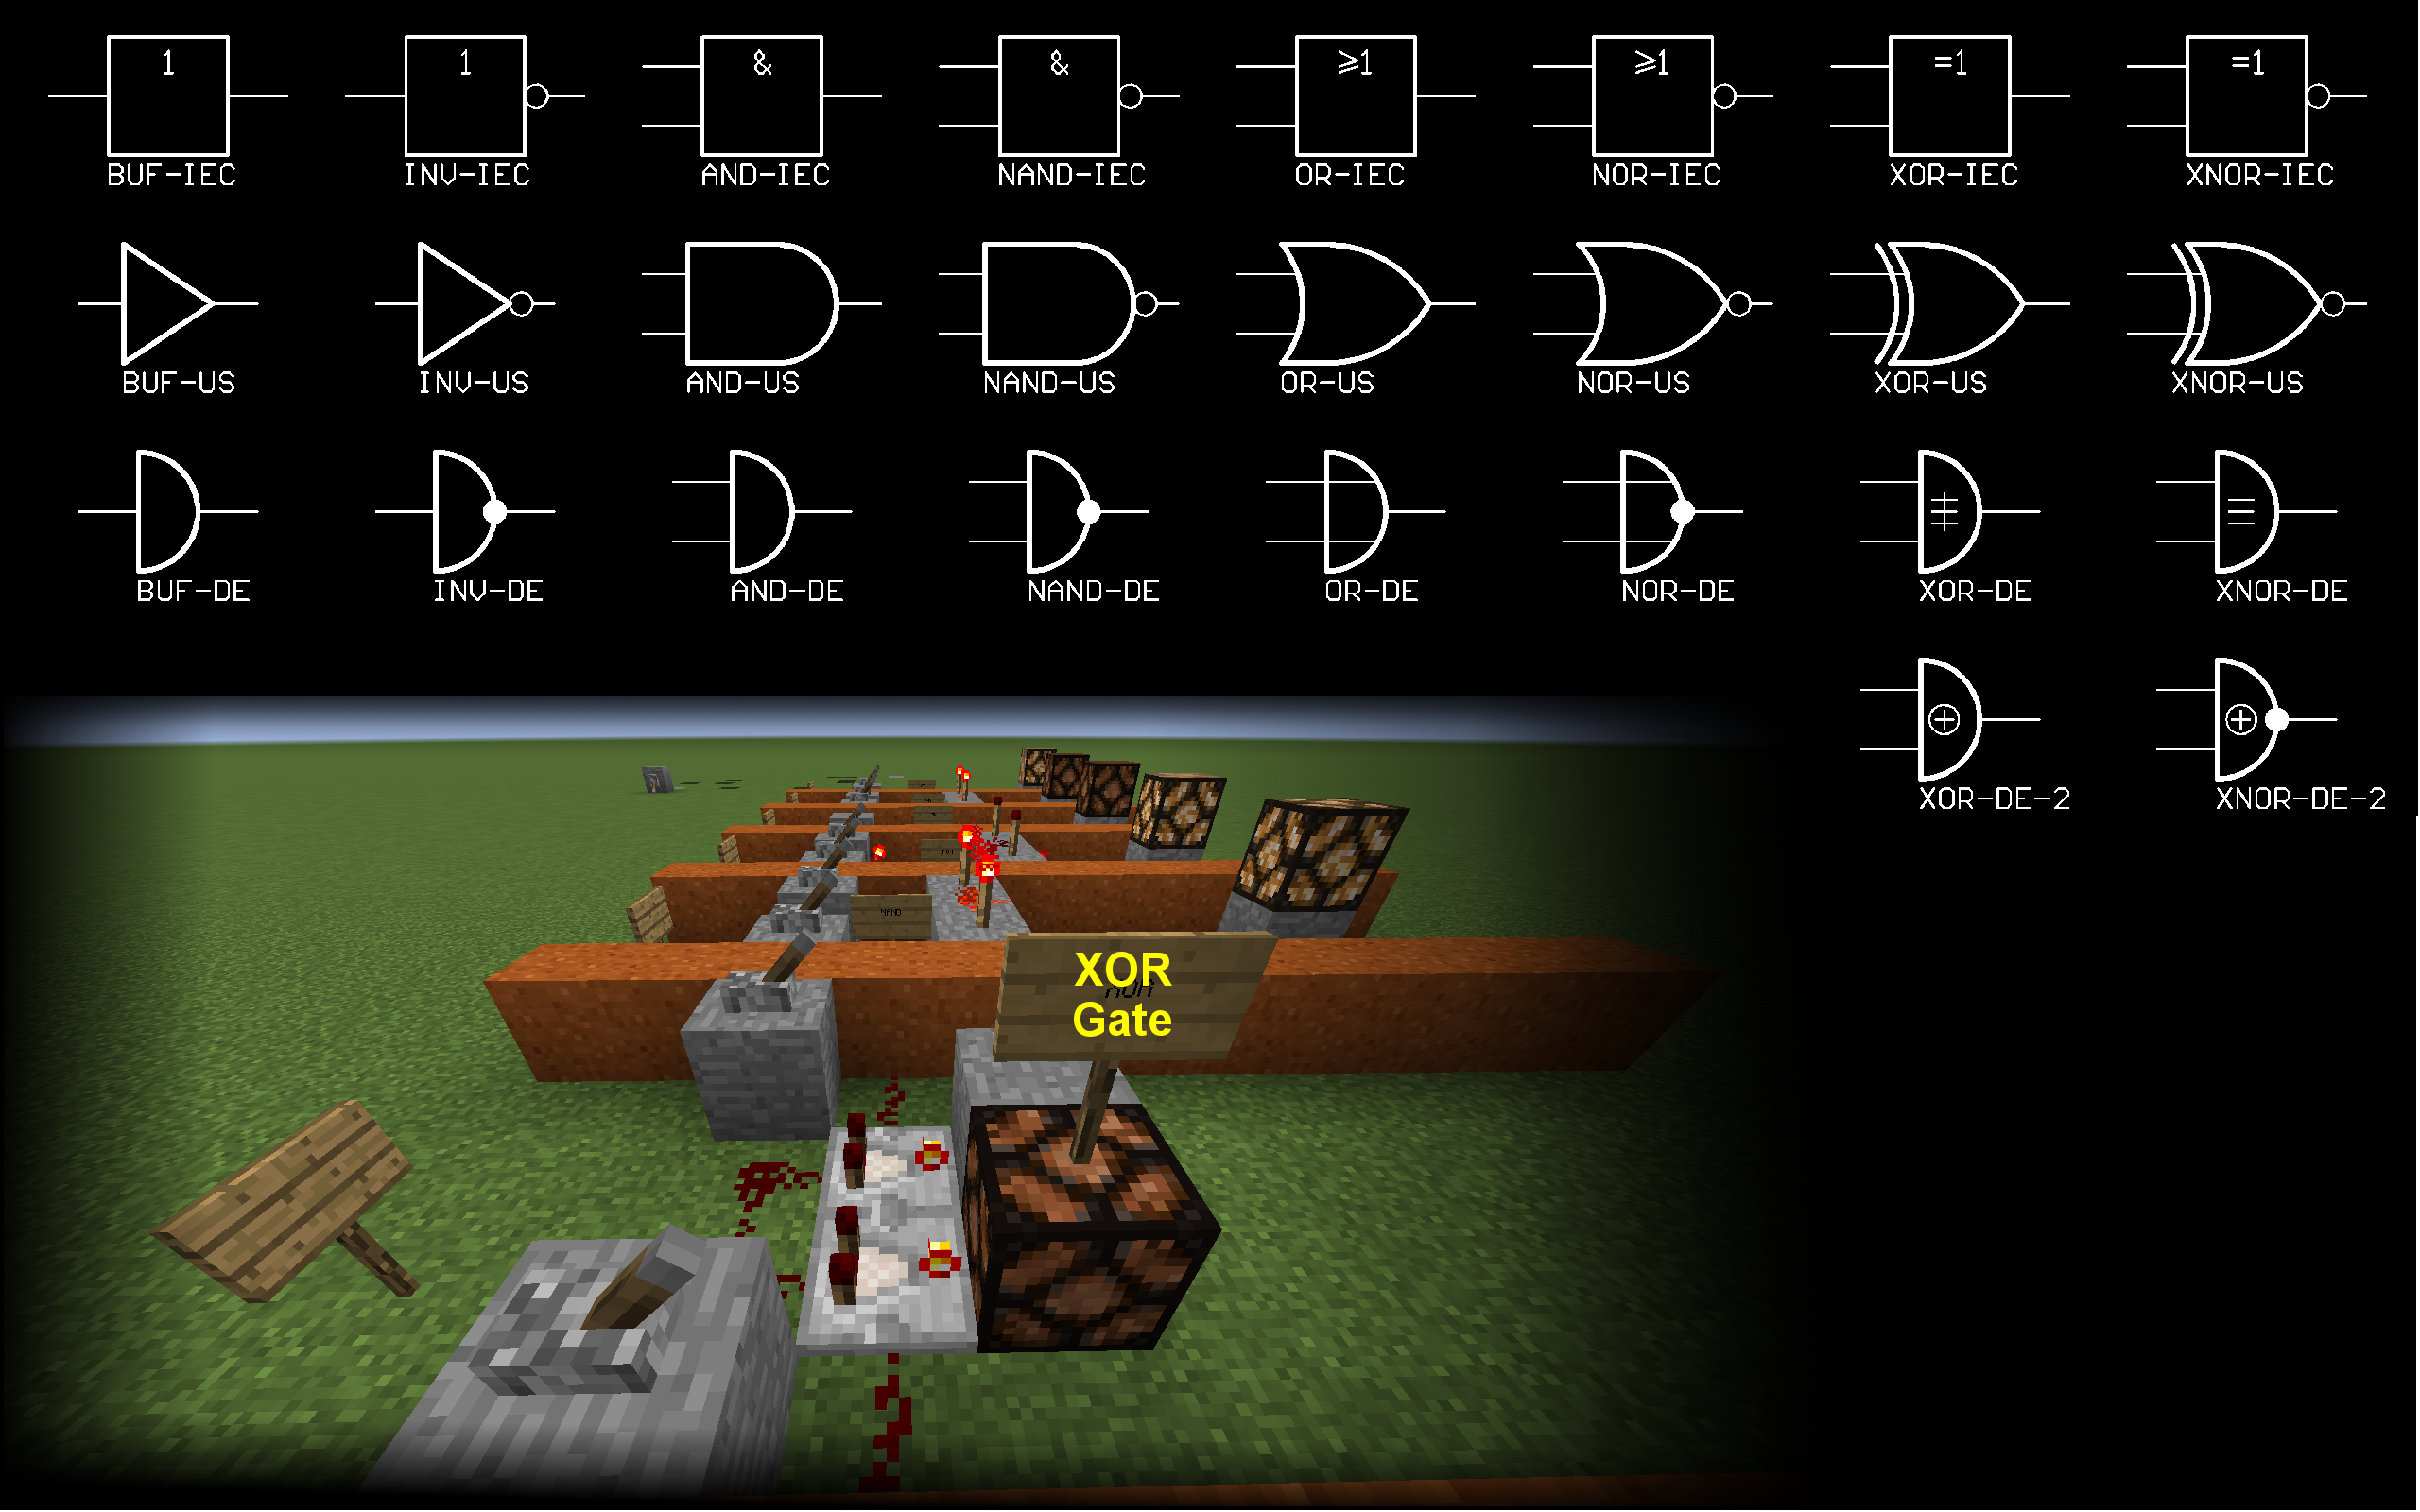 1 1 & & ≥1 ≥1 =1 =1
BUF-IEC INV-IEC AND-IEC NAND-IEC OR-IEC NOR-IEC XOR-IEC XNOR-IEC
BUF-US INV-US AND-US NAND-US OR-US NOR-US XOR-US XNOR-US
BUF-DE INV-DE AND-DE NAND-DE OR-DE NOR-DE XOR-DE XNOR-DE
XOR-DE-2 XNOR-DE-2
NAND
XOR
Gate